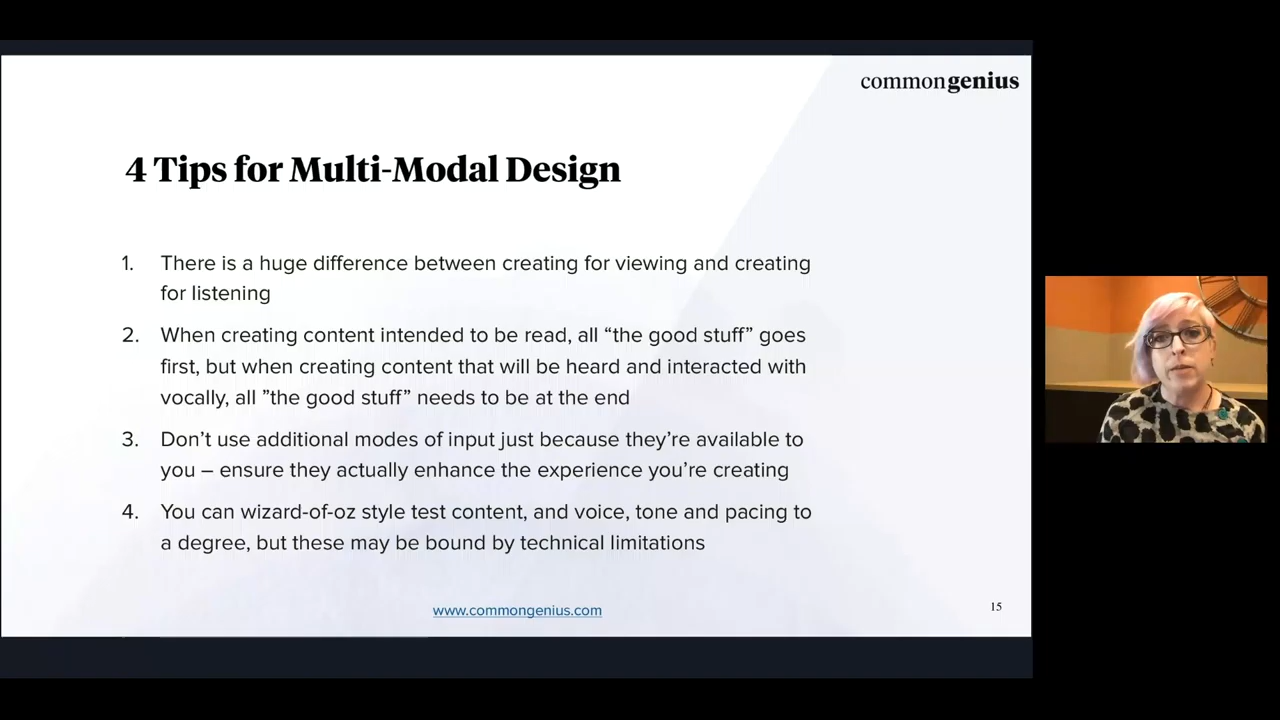 commongenius
4 Tips for Multi-Modal Design
1. There is a huge difference between creating for viewing and creating
for listening
2. When creating content intended to be read, all “the good stuff” goes
first, but when creating content that will be heard and interacted with
vocally, all ”the good stuff” needs to be at the end
3. Don’t use additional modes of input just because they’re available to
you – ensure they actually enhance the experience you’re creating
4. You can wizard-of-oz style test content, and voice, tone and pacing to
a degree, but these may be bound by technical limitations
www.commongenius.com
15